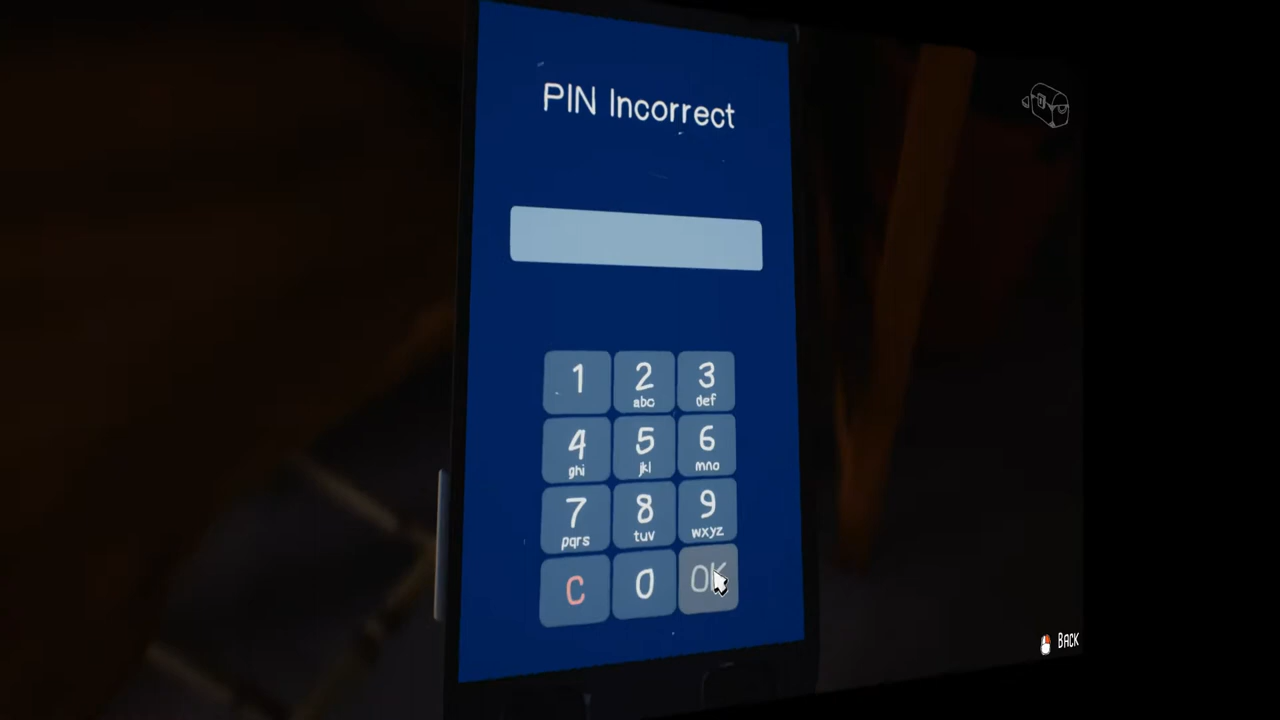 PIN Incorrect
1 2 3
abc def
4 5 6
ghi jkl mno
7 8 9
pqrs tuv wxyz
C 0 OK
BACK